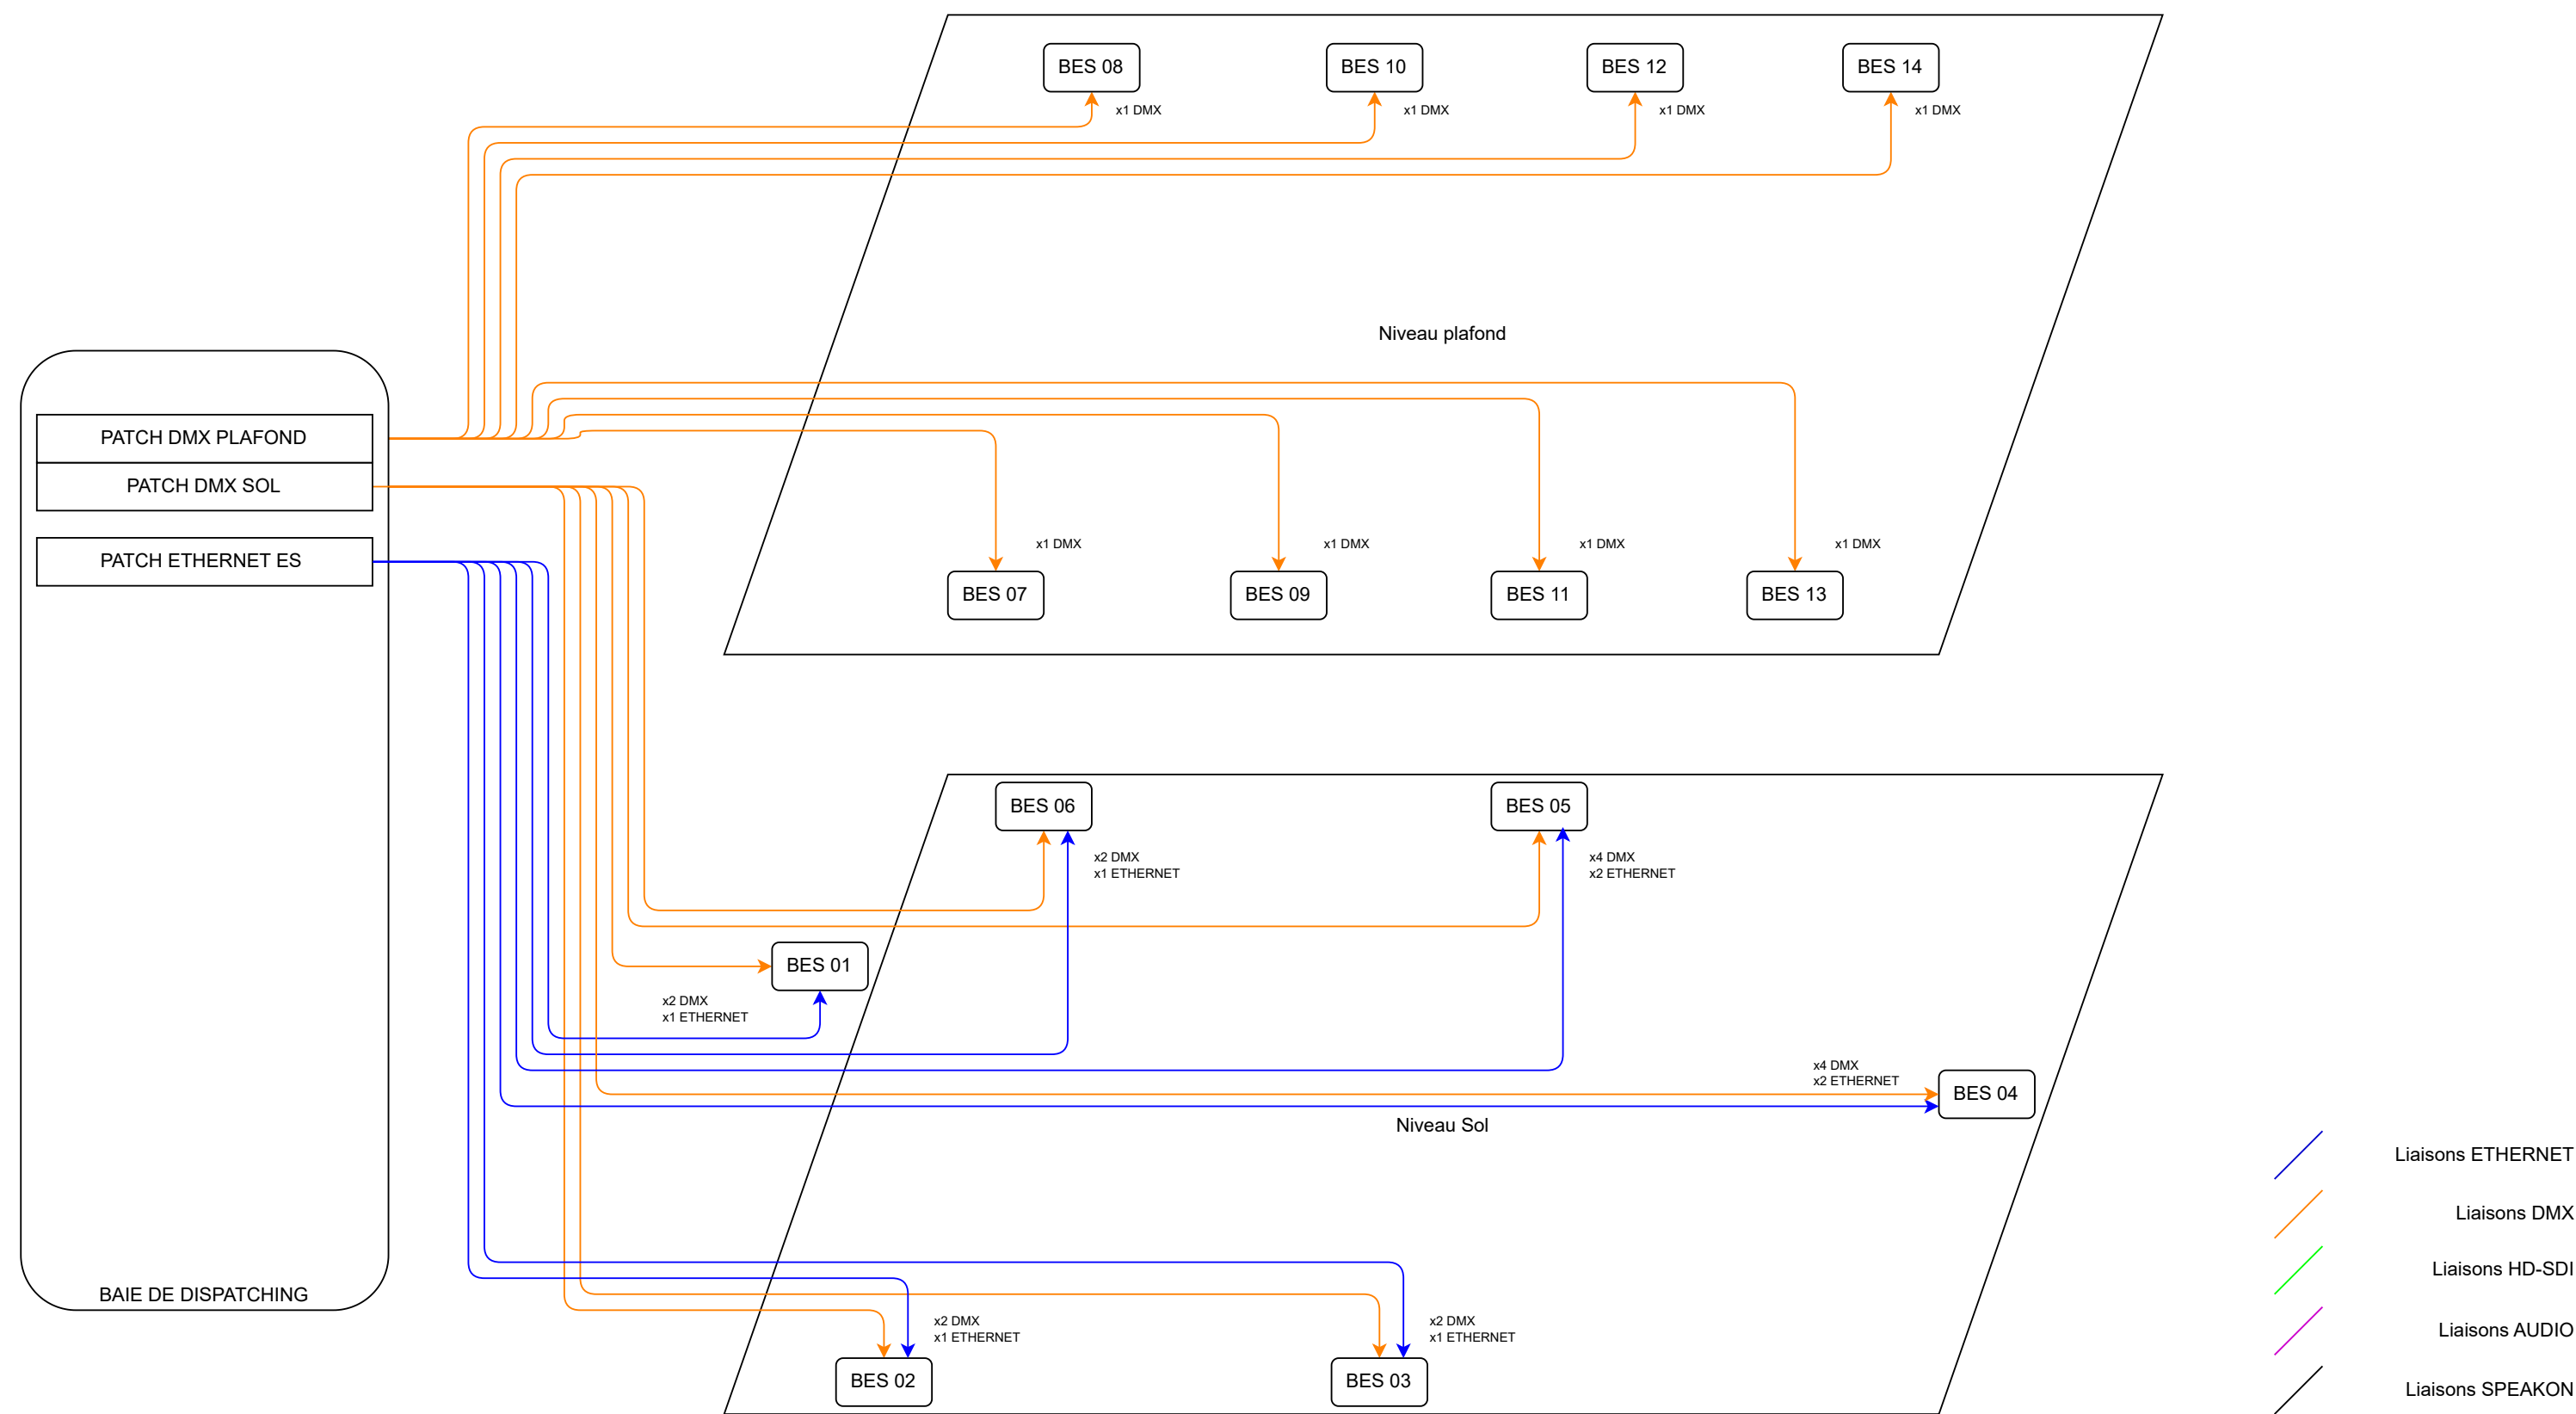 BES 08
BES 10
BES 12
BES 14
x1 DMX
x1 DMX
x1 DMX
x1 DMX
Niveau plafond
PATCH DMX PLAFOND
PATCH DMX SOL
PATCH ETHERNET ES
x1 DMX
x1 DMX
x1 DMX
x1 DMX
BES 07
BES 09
BES 11
BES 13
BES 06
BES 05
x2 DMX
x1 ETHERNET
x4 DMX
x2 ETHERNET
BES 01
x2 DMX
x1 ETHERNET
x4 DMX
x2 ETHERNET
BES 04
Niveau Sol
BAIE DE DISPATCHING
x2 DMX
x1 ETHERNET
x2 DMX
x1 ETHERNET
BES 02
BES 03
Liaisons ETHERNET
Liaisons DMX
Liaisons HD-SDI
Liaisons AUDIO
Liaisons SPEAKON